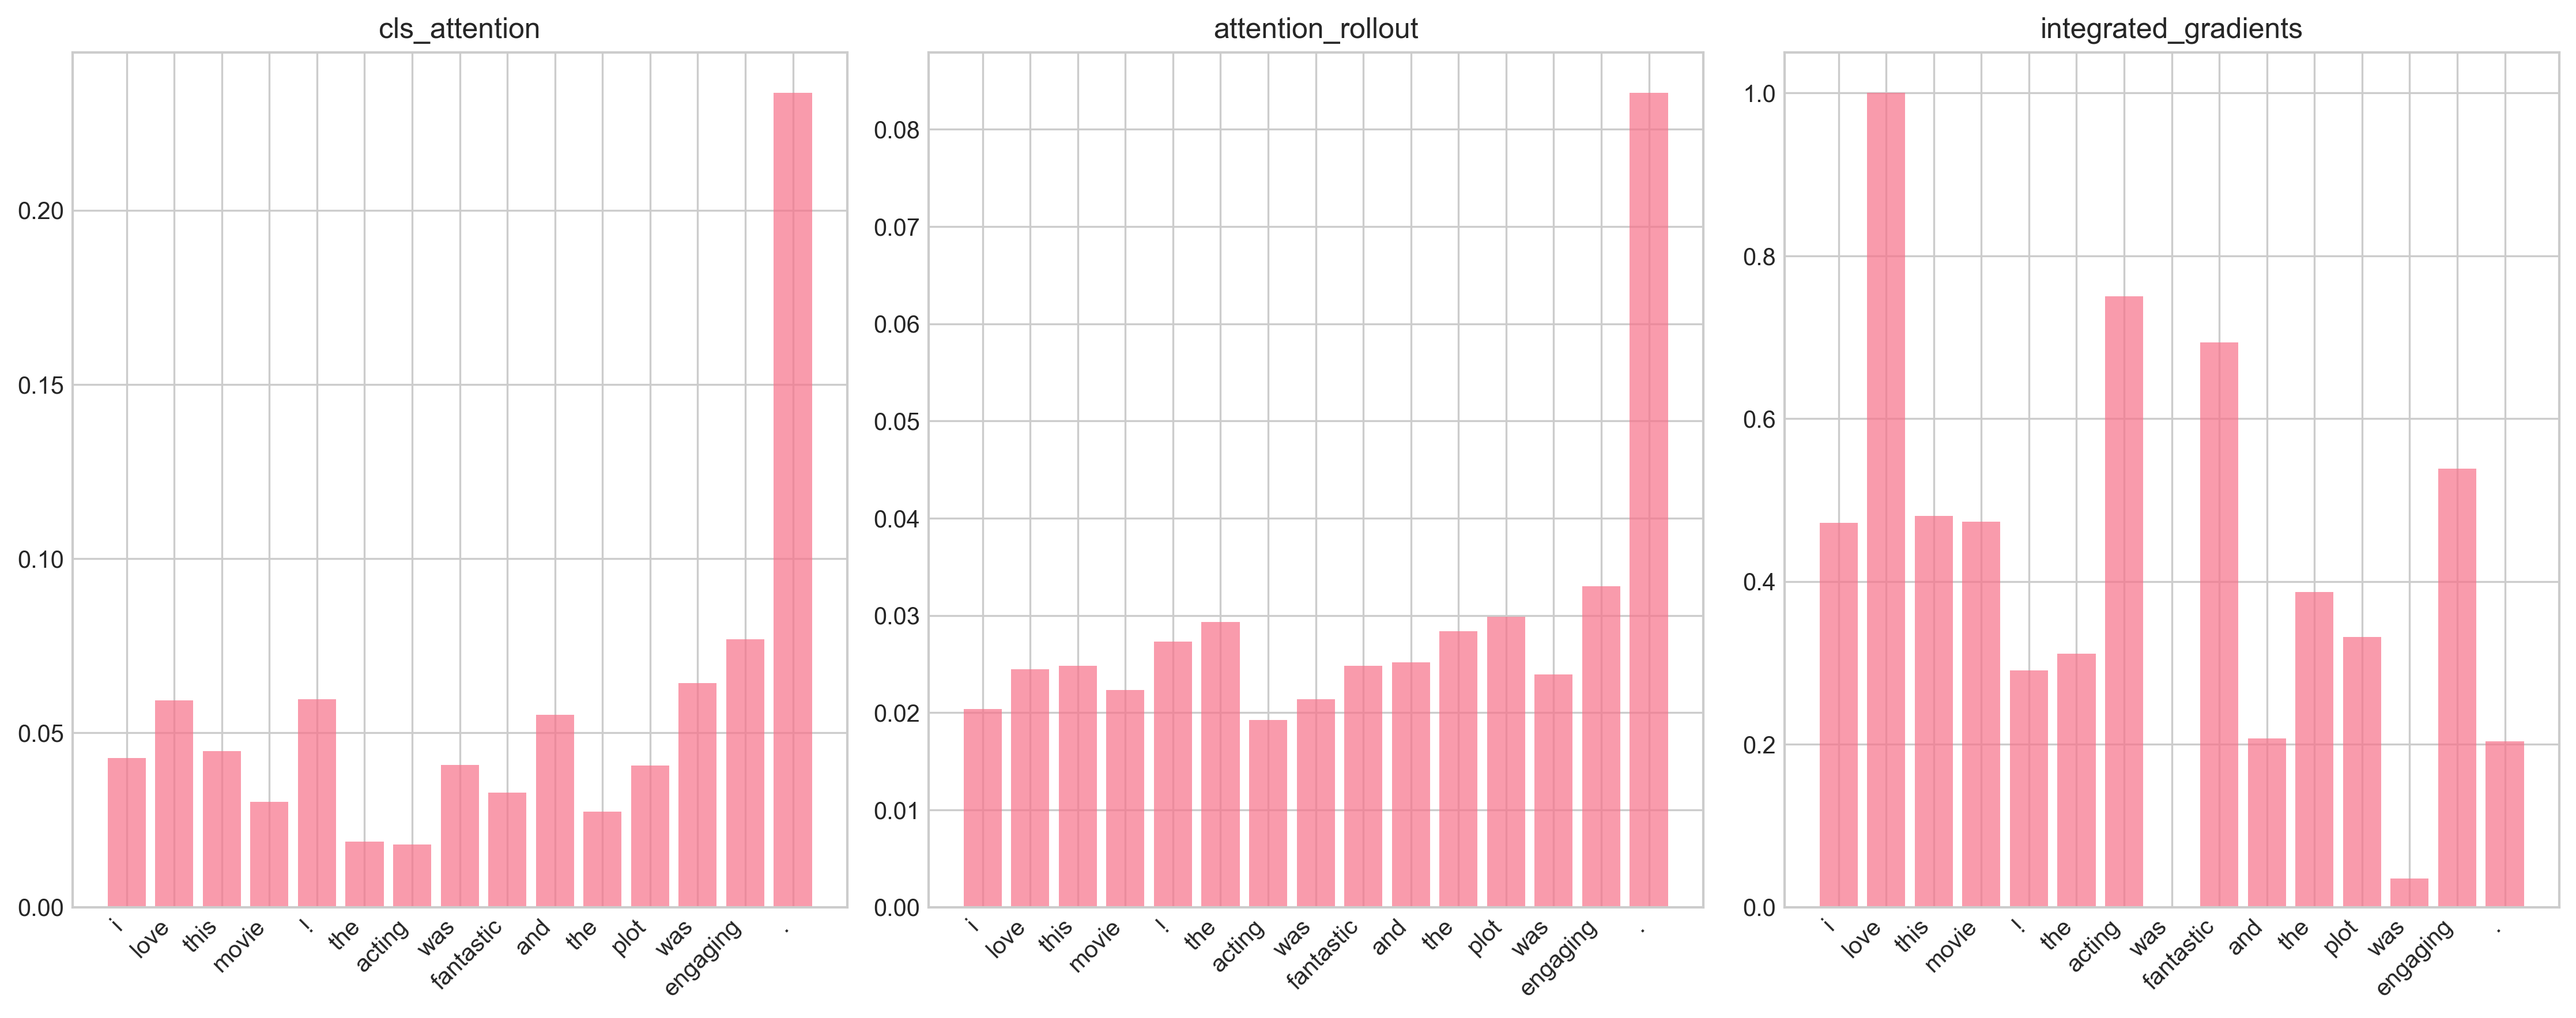 cls_attention
0.20
0.15
0.10
0.05
0.00
i
love
this
movie
!
the
acting
was
fantastic
and
the
plot
was
engaging
.
attention_rollout
0.08
0.07
0.06
0.05
0.04
0.03
0.02
0.01
0.00
i
love
this
movie
!
the
acting
was
fantastic
and
the
plot
was
engaging
.
integrated_gradients
1.0
0.8
0.6
0.4
0.2
0.0
i
love
this
movie
!
the
acting
was
fantastic
and
the
plot
was
engaging
.